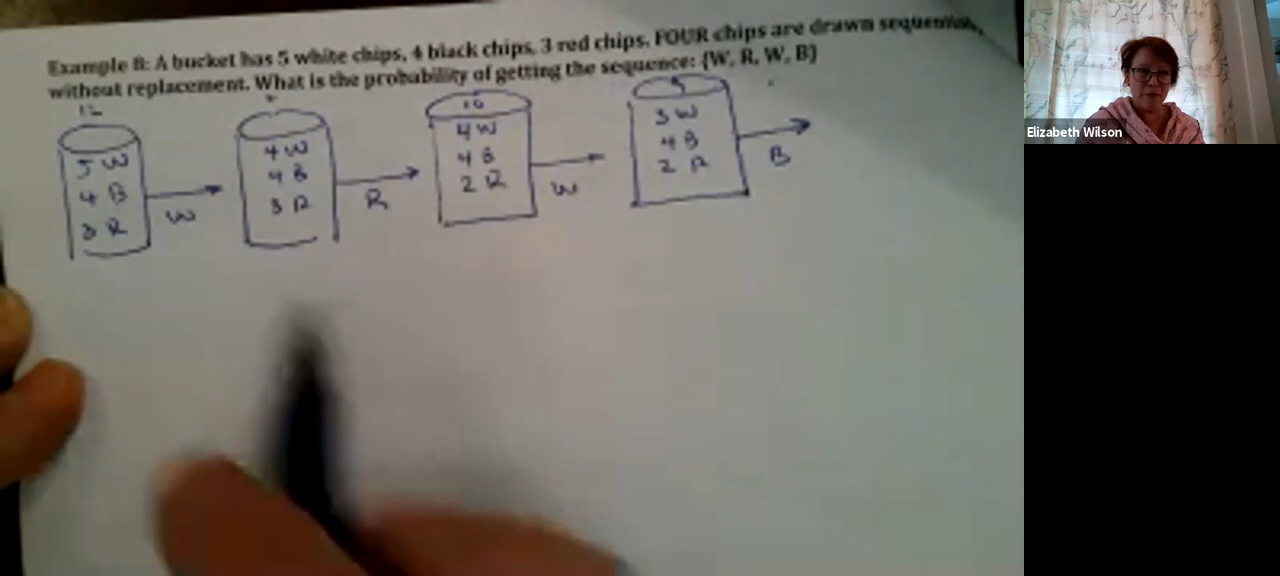 Example 8: A bucket has 5 white chips, 4 black chips, 3 red chips. FOUR chips are drawn
without replacement. What is the probability of getting the sequence: {W, R, W, B}
12
5 W
4 B
3 R
W
4 W
4 B
3 R
R
10
4 W
4 B
2 R
W
3 W
4 B
2 R
B
Elizabeth Wilson